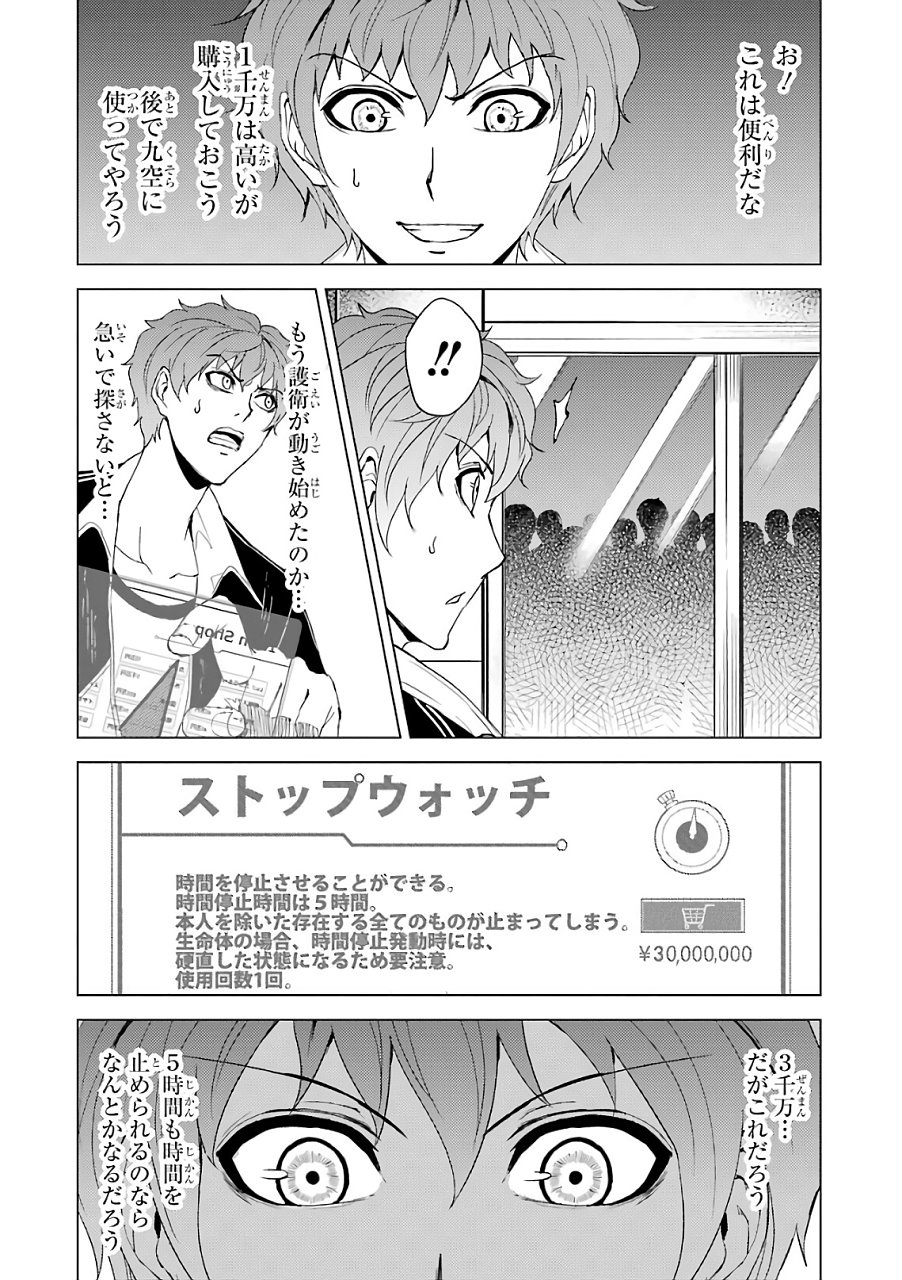 お！
これは便利だな
1千万は高いが
購入しておこう
後で九空に
使ってやろう
!!
もう護衛が動き始めたのか…
急いで探さないと…
n Shop
ストップウォッチ
時間を停止させることができる。
時間停止時間は５時間。
本人を除いた存在する全てのものが止まってしまう。
生命体の場合、時間停止発動時には、
硬直した状態になるため要注意。
使用回数1回。
¥30,000,000
3千万…
だがこれだろう
5時間も時間を
止められるのなら
なんとかなるだろう